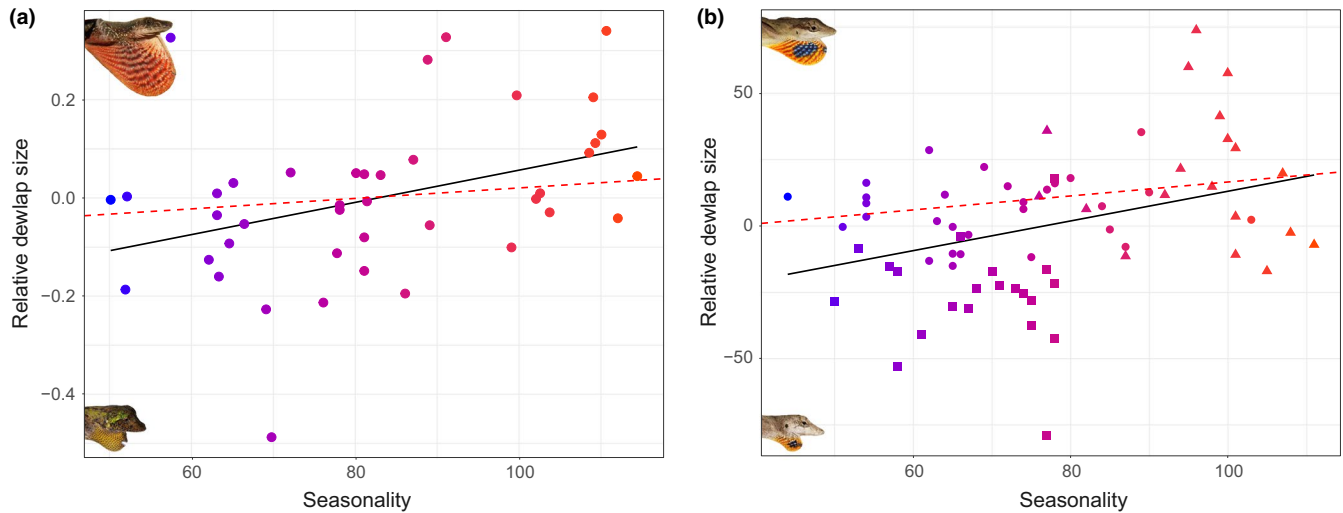 (a)
Relative dewlap size
0.2
0.0
−0.2
−0.4
60
80
100
Seasonality
(b)
Relative dewlap size
50
0
−50
60
80
100
Seasonality